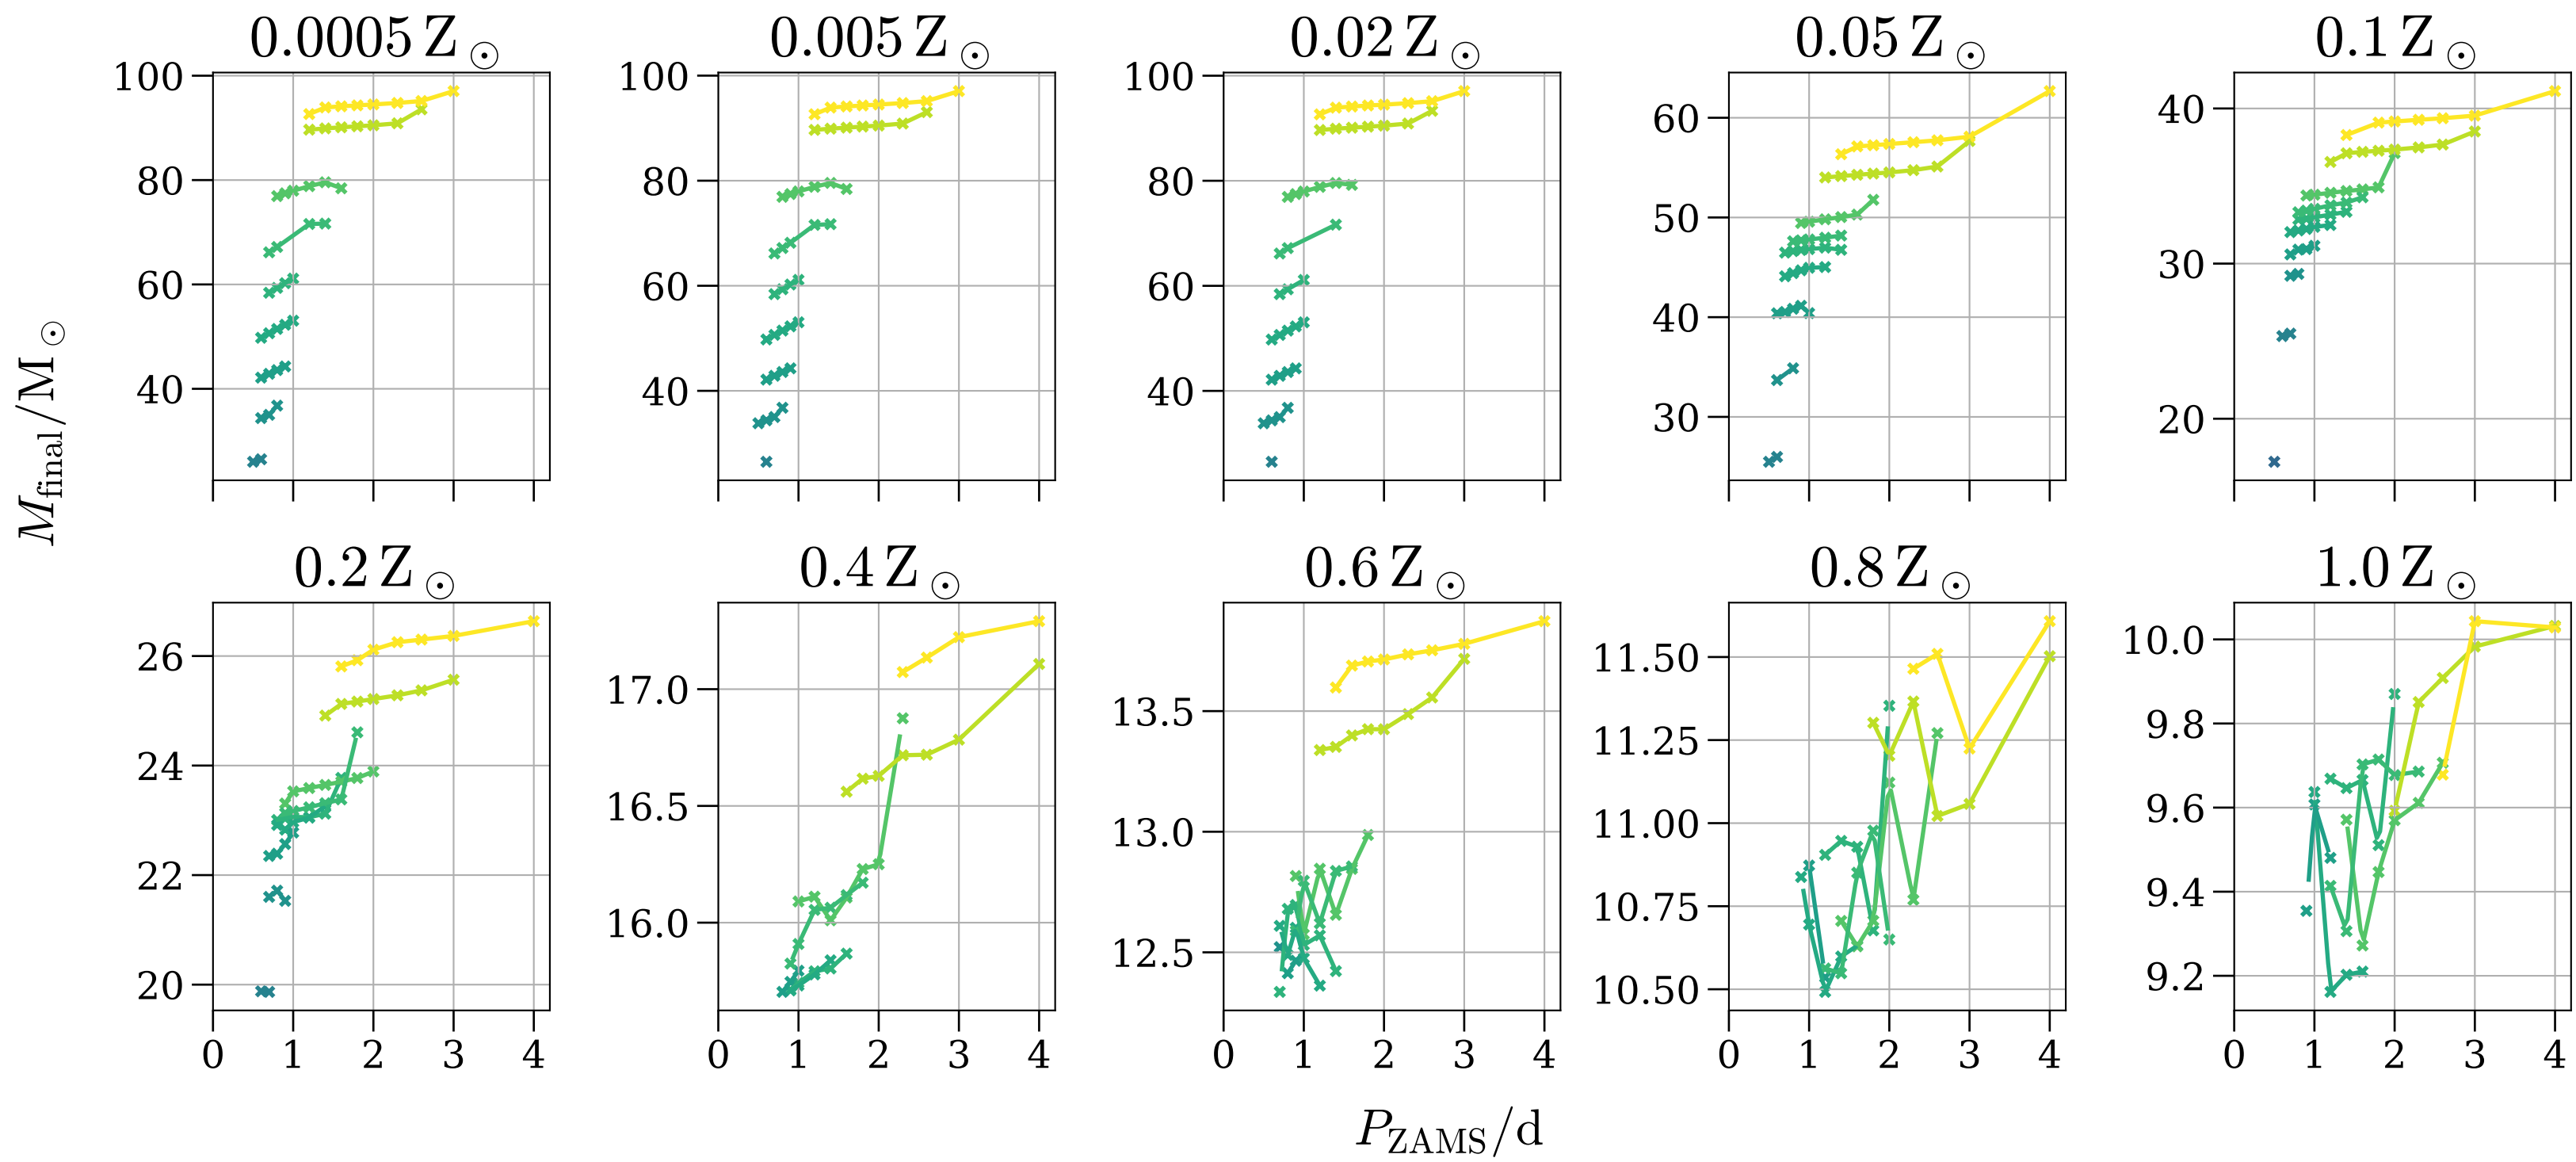 0.0005 Z☉ 0.005 Z☉ 0.02 Z☉ 0.05 Z☉ 0.1 Z☉
100 100 100 60 40
80 80 80 50 30
60 60 60 40 20
40 40 40 30
M_final/M☉
0.2 Z☉ 0.4 Z☉ 0.6 Z☉ 0.8 Z☉ 1.0 Z☉
26 17.0 13.5 11.50 10.0
24 16.5 13.0 11.25 9.8
22 16.0 12.5 11.00 9.6
20 10.75 9.4
10.50 9.2
0 1 2 3 4 0 1 2 3 4 0 1 2 3 4 0 1 2 3 4 0 1 2 3 4
P_ZAMS/d